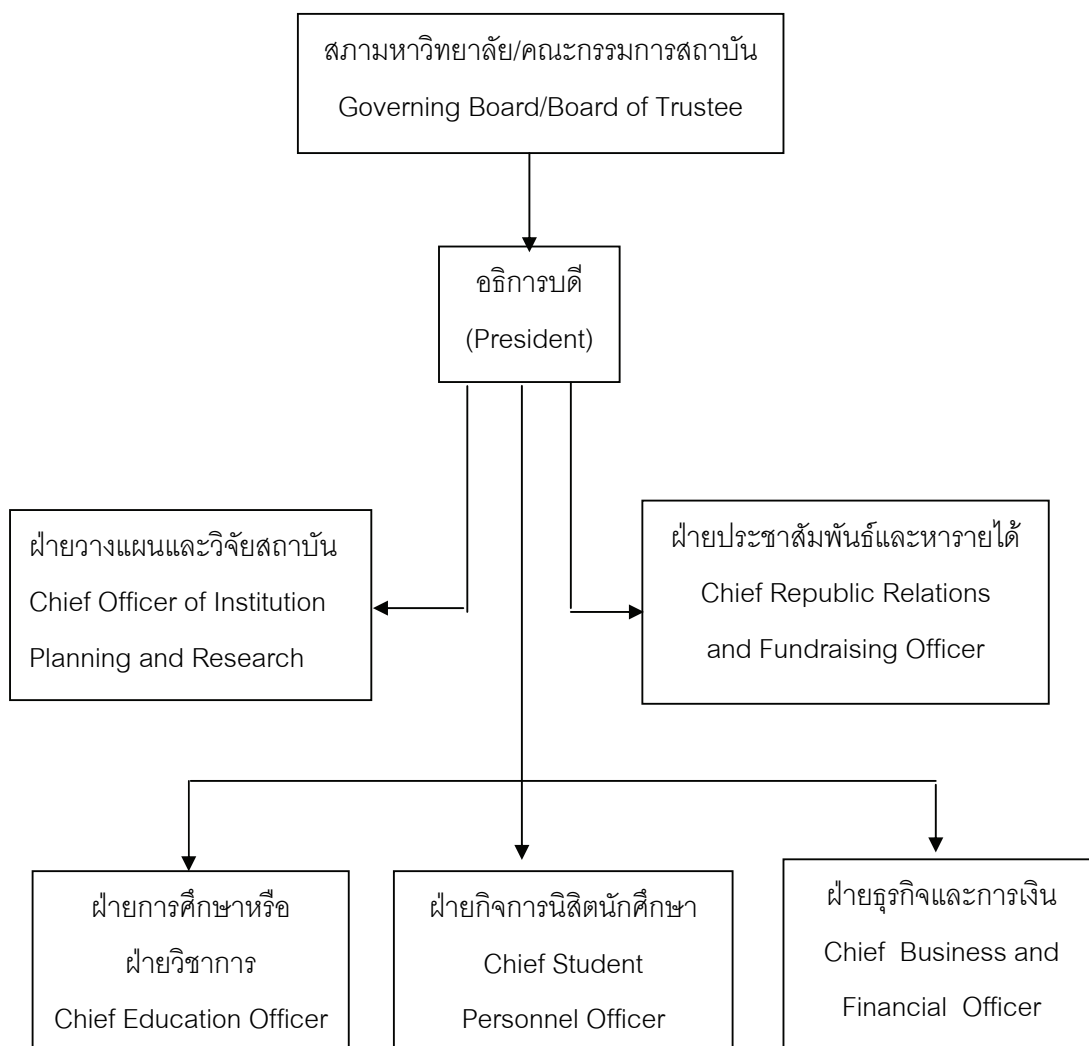 สภามหาวิทยาลัย/คณะกรรมการสถาบัน
Governing Board/Board of Trustee
อธิการบดี
(President)
ฝ่ายวางแผนและวิจัยสถาบัน
Chief Officer of Institution
Planning and Research
ฝ่ายประชาสัมพันธ์และหารายได้
Chief Republic Relations
and Fundraising Officer
ฝ่ายการศึกษาหรือ
ฝ่ายวิชาการ
Chief Education Officer
ฝ่ายกิจการนิสิตนักศึกษา
Chief Student
Personnel Officer
ฝ่ายธุรกิจและการเงิน
Chief Business and
Financial Officer